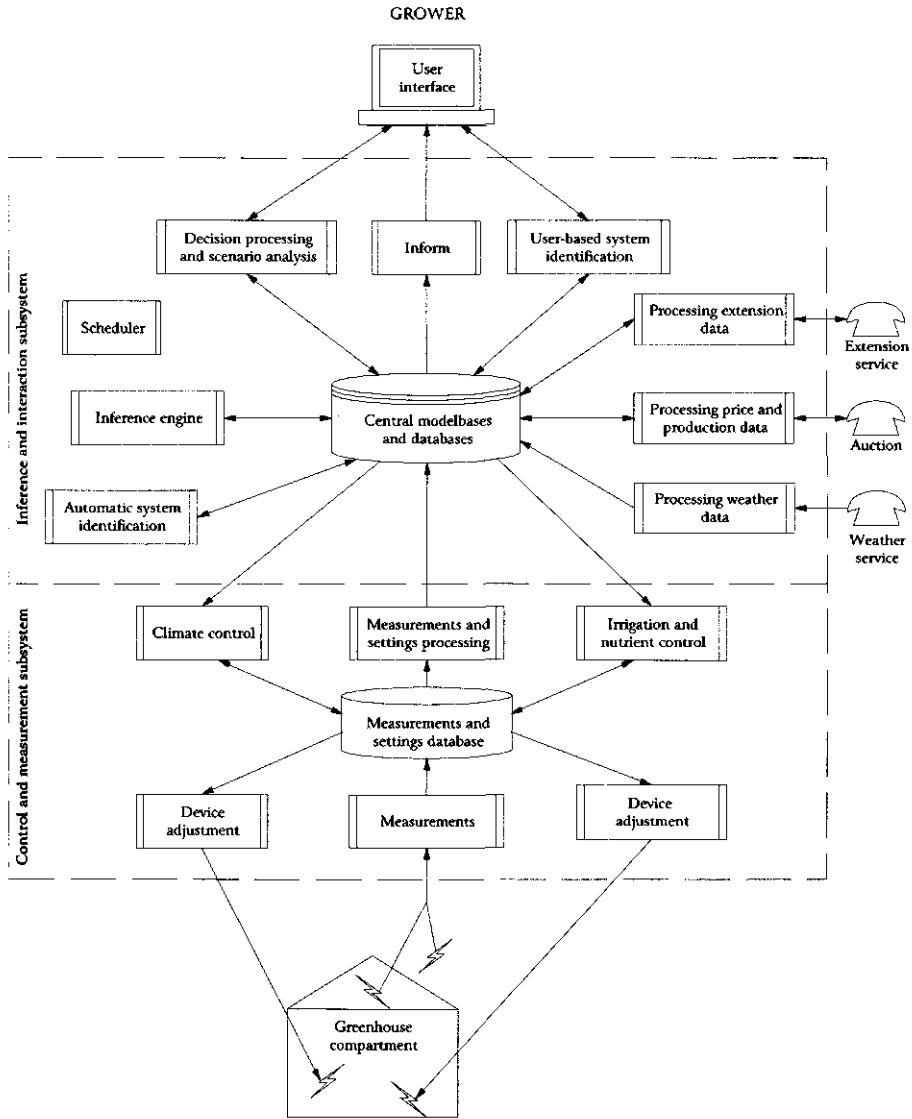 GROWER
User
interface
Inference and interaction subsystem
Decision processing
and scenario analysis
Inform
User-based system
identification
Scheduler
Processing extension
data
Extension
service
Inference engine
Central modelbases
and databases
Processing price and
production data
Auction
Automatic system
identification
Processing weather
data
Weather
service
Control and measurement subsystem
Climate control
Measurements and
settings processing
Irrigation and
nutrient control
Measurements and
settings database
Device
adjustment
Measurements
Device
adjustment
Greenhouse
compartment